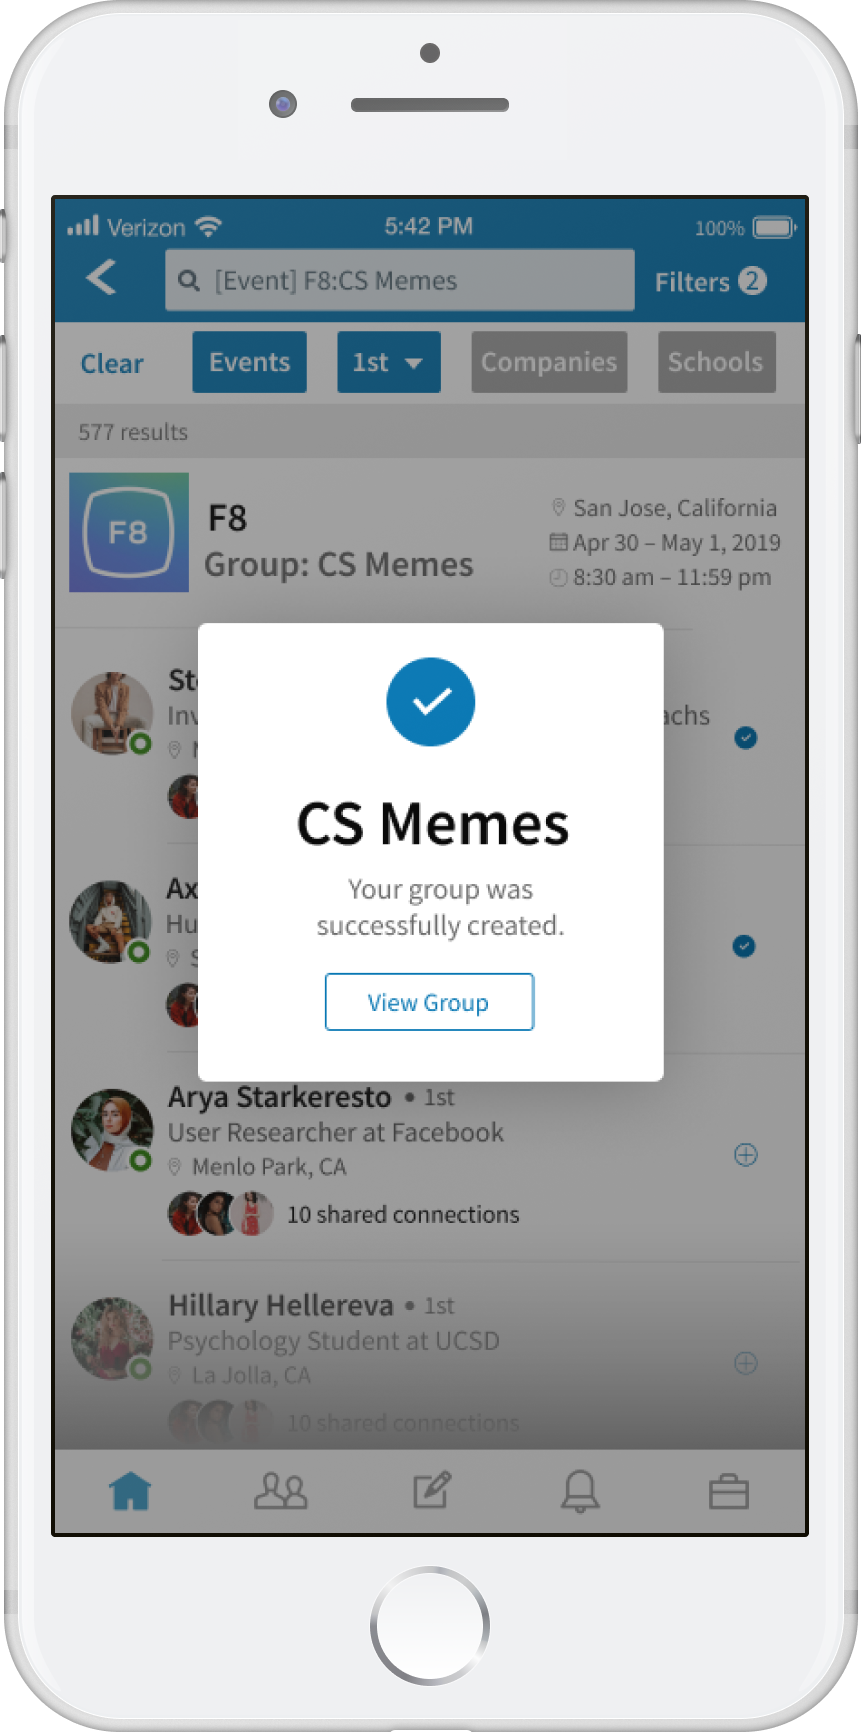 Verizon 5:42 PM 100%
[Event] F8:CS Memes Filters 2
Clear Events 1st Companies Schools
577 results
F8
F8
Group: CS Memes
San Jose, California
Apr 30 – May 1, 2019
8:30 am – 11:59 pm
CS Memes
Your group was
successfully created.
View Group
Arya Starkeresto • 1st
User Researcher at Facebook
Menlo Park, CA
10 shared connections
Hillary Hellereva • 1st
Psychology Student at UCSD
La Jolla, CA
10 shared connections